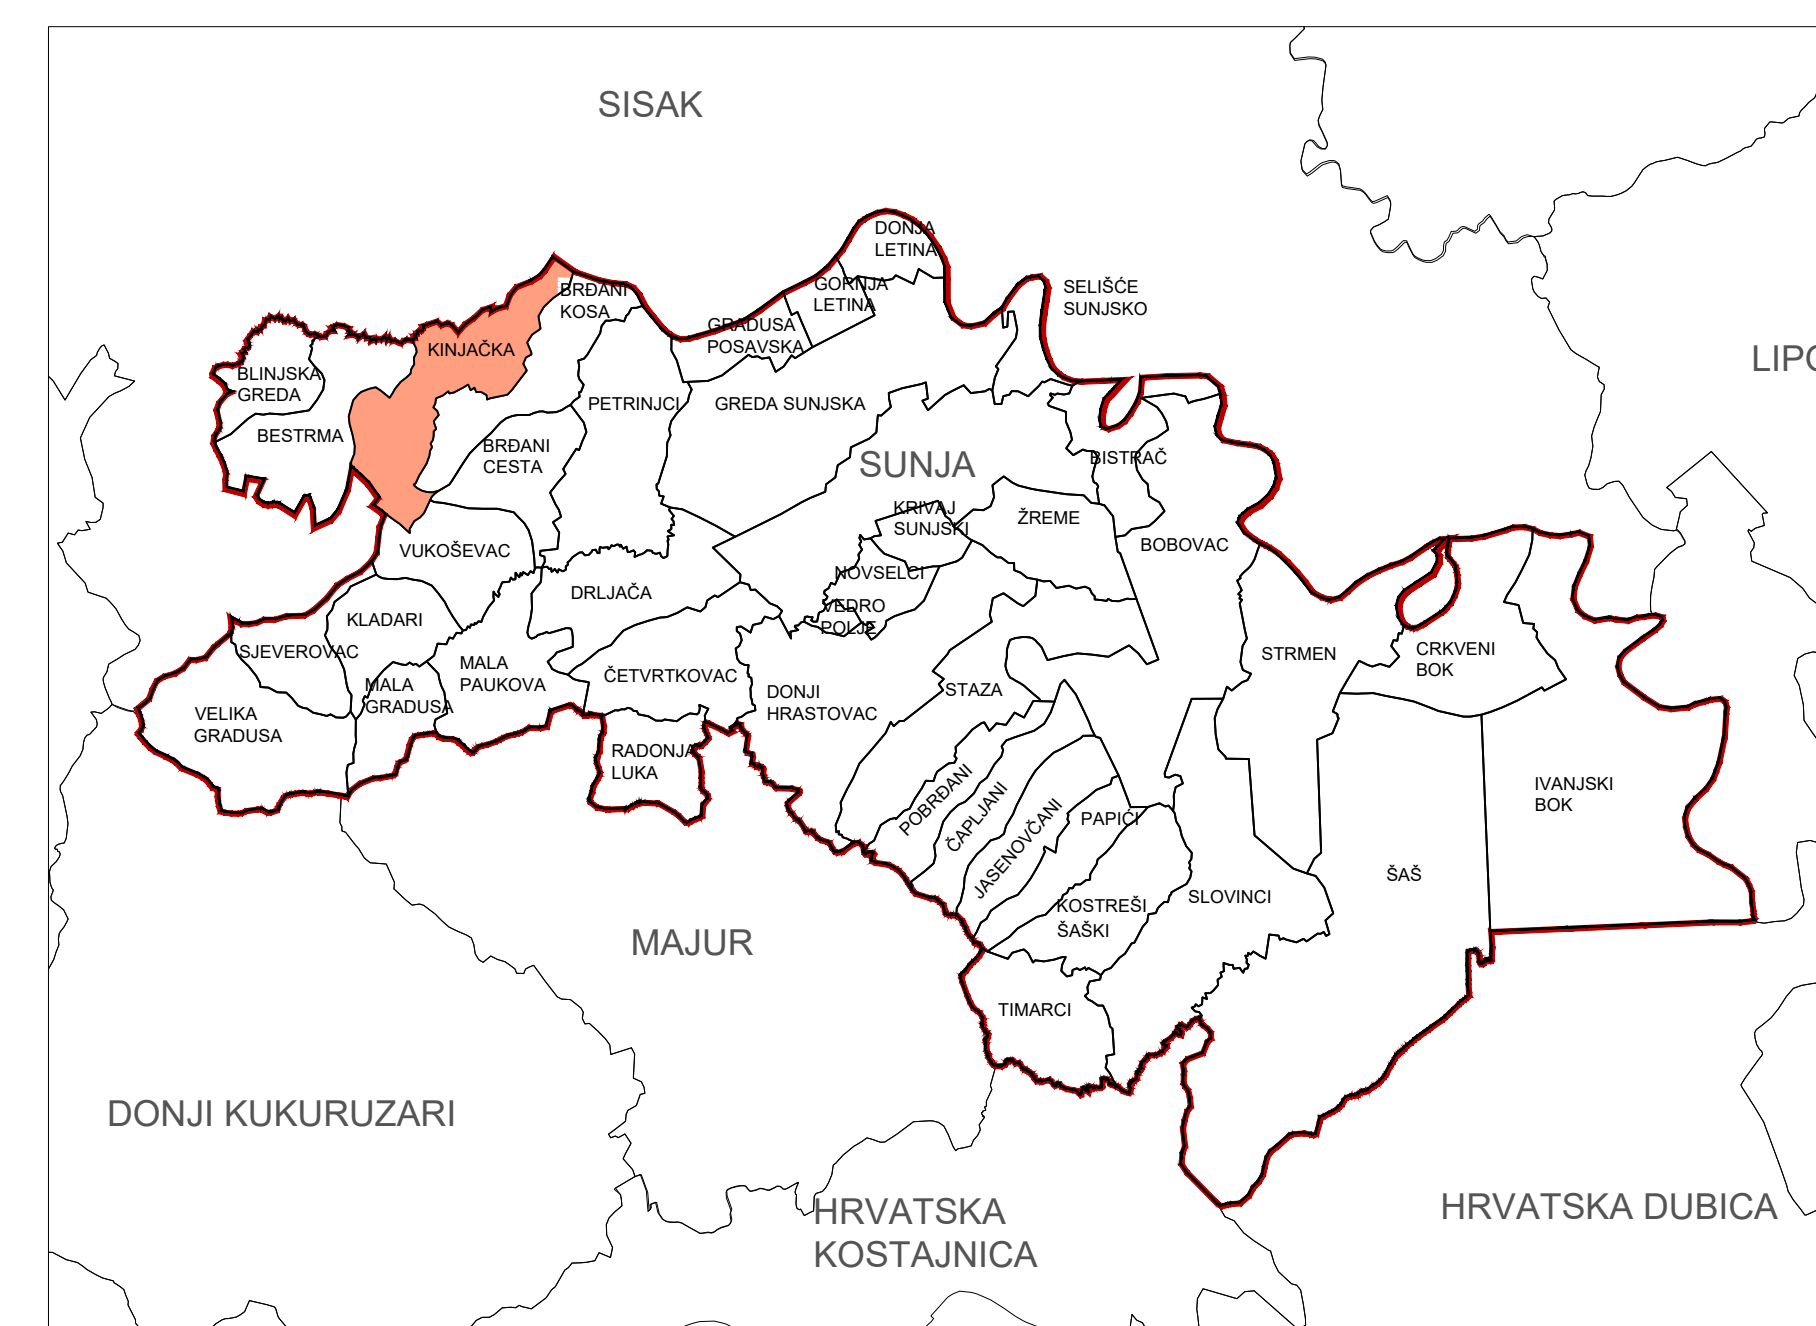 SISAK
DONJA
LETINA
SELIŠĆE
SUNJSKO
GORNJA
LETINA
BRĐANI
KOSA
GRADUSA
POSAVSKA
KINJAČKA
LIPO
BLINJSKA
GREDA
PETRINJCI
GREDA SUNJSKA
BESTRMA
BRĐANI
CESTA
SUNJA
BISTRAČ
KRIVAJ
SUNJSKI
ŽREME
VUKOŠEVAC
BOBOVAC
NOVSELCI
DRLJAČA
VEDRO
POLJE
KLADARI
SJEVEROVAC
STRMEN
CRKVENI
BOK
MALA
PAUKOVA
ČETVRTKOVAC
MALA
GRADUSA
DONJI
HRASTOVAC
STAZA
VELIKA
GRADUSA
RADONJA
LUKA
IVANJSKI
BOK
POBRĐANI
ČAPLJANI
JASENOVČANI
PAPIĆI
ŠAŠ
SLOVINCI
KOSTREŠI
ŠAŠKI
MAJUR
TIMARCI
DONJI KUKURUZARI
HRVATSKA
KOSTAJNICA
HRVATSKA DUBICA